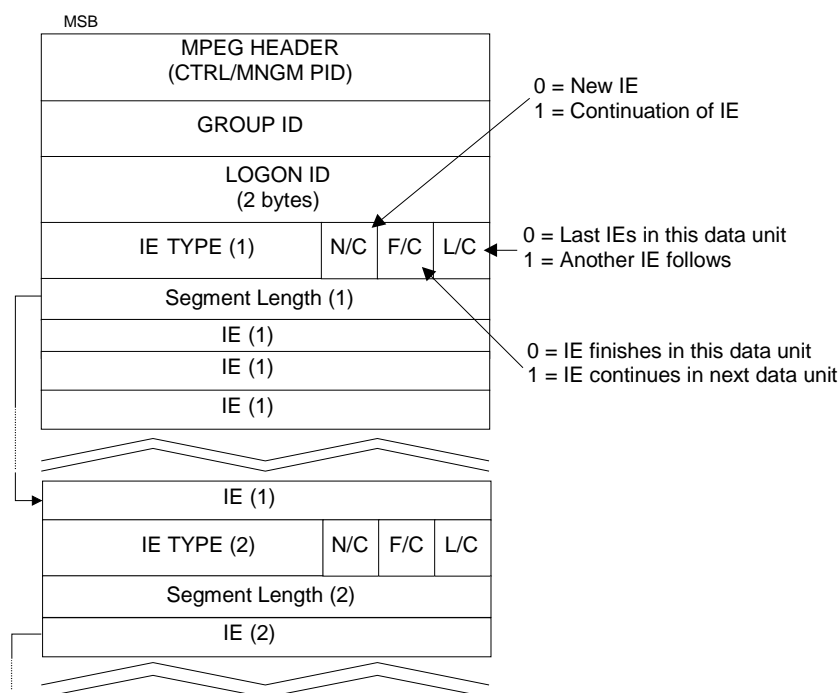 MSB
MPEG HEADER
(CTRL/MNGM PID)
0 = New IE
1 = Continuation of IE
GROUP ID
LOGON ID
(2 bytes)
IE TYPE (1) N/C F/C L/C
0 = Last IEs in this data unit
1 = Another IE follows
Segment Length (1)
IE (1)
IE (1)
IE (1)
0 = IE finishes in this data unit
1 = IE continues in next data unit
IE (1)
IE TYPE (2) N/C F/C L/C
Segment Length (2)
IE (2)